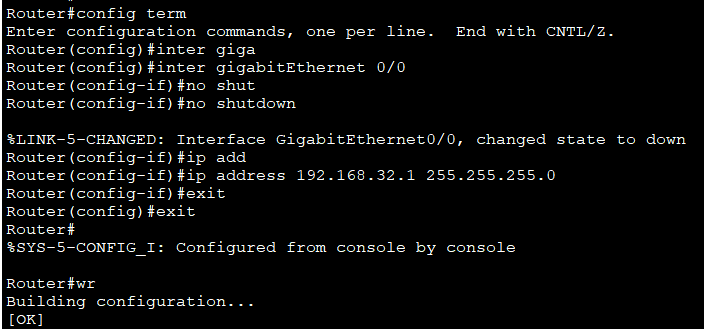 Router#config term
Enter configuration commands, one per line.  End with CNTL/Z.
Router(config)#inter giga
Router(config)#inter gigabitEthernet 0/0
Router(config-if)#no shut
Router(config-if)#no shutdown

%LINK-5-CHANGED: Interface GigabitEthernet0/0, changed state to down
Router(config-if)#ip add
Router(config-if)#ip address 192.168.32.1 255.255.255.0
Router(config-if)#exit
Router(config)#exit
Router#
%SYS-5-CONFIG_I: Configured from console by console

Router#wr
Building configuration...
[OK]